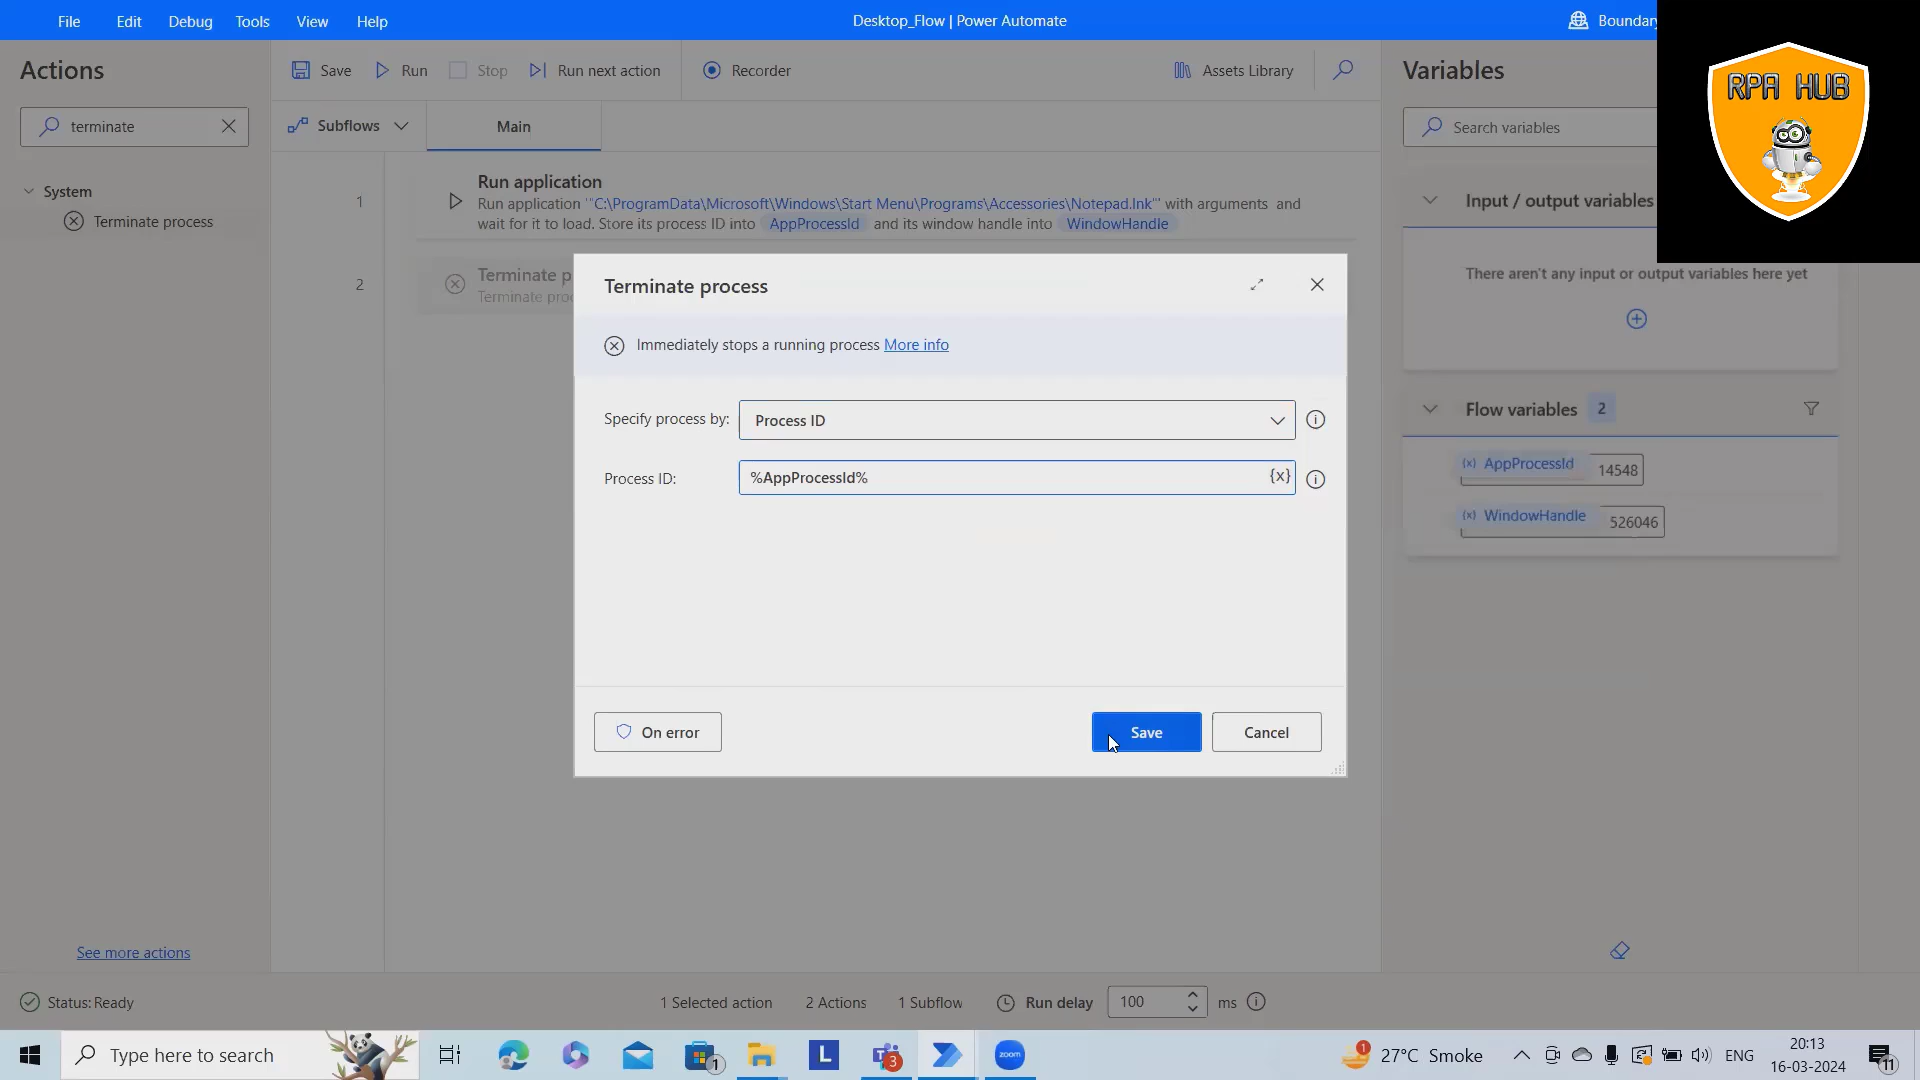 File Edit Debug Tools View Help
Desktop_Flow | Power Automate
Boundary
RPA HUB
Actions
terminate
System
Terminate process
See more actions
Save Run Stop Run next action Recorder Assets Library
Subflows Main
1
Run application
Run application '"C:\ProgramData\Microsoft\Windows\Start Menu\Programs\Accessories\Notepad.lnk"' with arguments and
wait for it to load. Store its process ID into AppProcessId and its window handle into WindowHandle
2
Terminate p
Terminate proc
Terminate process
Immediately stops a running process More info
Specify process by: Process ID
Process ID: %AppProcessId% {x}
On error Save Cancel
Variables
Search variables
Input / output variables
There aren't any input or output variables here yet
Flow variables 2
{x} AppProcessId 14548
{x} WindowHandle 526046
Status: Ready 1 Selected action 2 Actions 1 Subflow Run delay 100 ms
Type here to search
1
L
3
zoom
1
27°C Smoke
ENG
20:13
16-03-2024
11